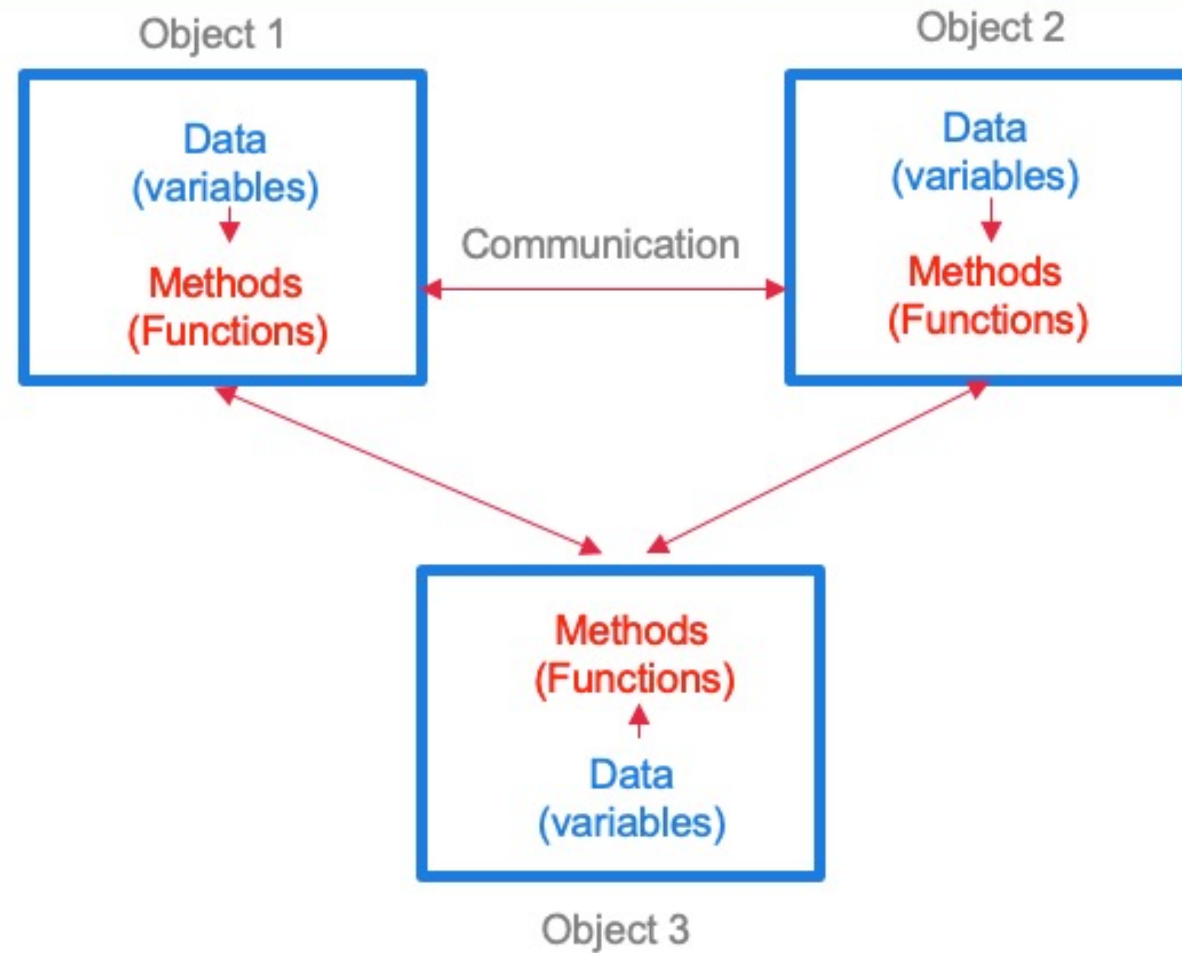 Object 1
Data
(variables)
Methods
(Functions)
Communication
Object 2
Data
(variables)
Methods
(Functions)
Methods
(Functions)
Data
(variables)
Object 3